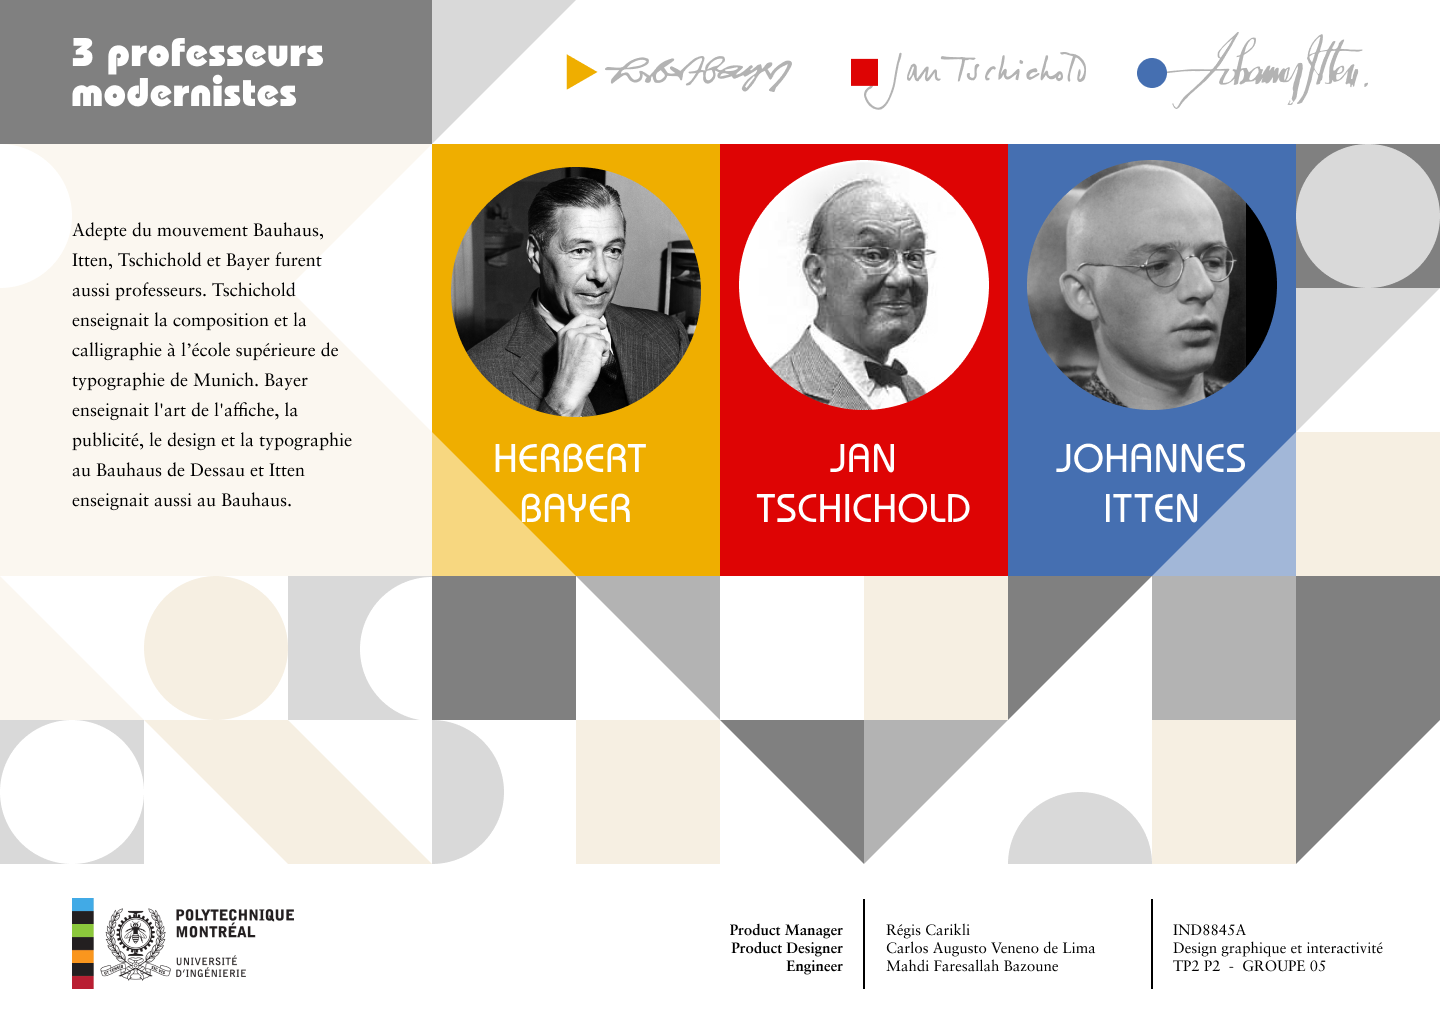 3 professeurs
modernistes
Jan Tschichold
Adepte du mouvement Bauhaus,
Itten, Tschichold et Bayer furent
aussi professeurs. Tschichold
enseignait la composition et la
calligraphie à l’école supérieure de
typographie de Munich. Bayer
enseignait l'art de l'affiche, la
publicité, le design et la typographie
au Bauhaus de Dessau et Itten
enseignait aussi au Bauhaus.
HERBERT
BAYER
JAN
TSCHICHOLD
JOHANNES
ITTEN
POLYTECHNIQUE
MONTRÉAL
UNIVERSITÉ
D'INGÉNIERIE
Product Manager
Product Designer
Engineer
Régis Carikli
Carlos Augusto Veneno de Lima
Mahdi Faresallah Bazoune
IND8845A
Design graphique et interactivité
TP2 P2 - GROUPE 05